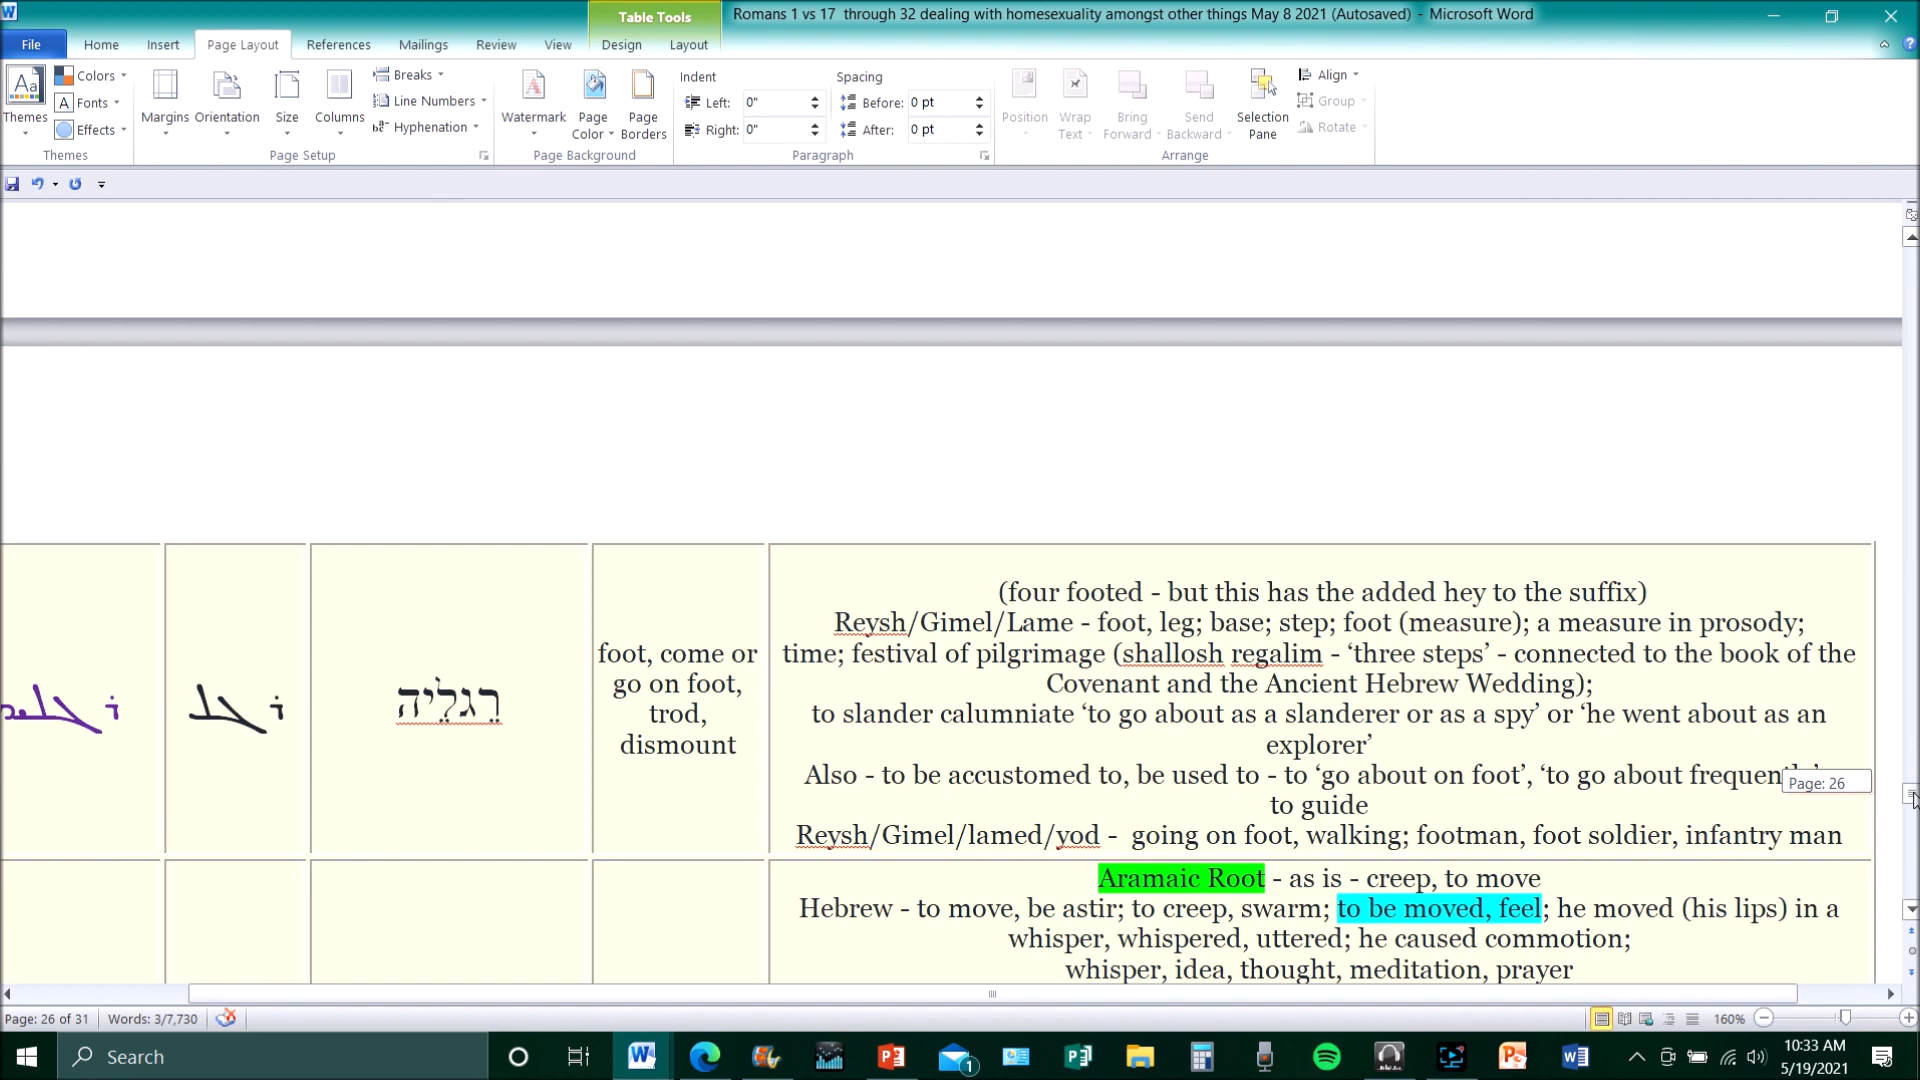 Table Tools
Romans 1 vs 17 through 32 dealing with homesexuality amongst other things May 8 2021 (Autosaved) - Microsoft Word
File Home Insert Page Layout References Mailings Review View Design Layout
Themes
Colors
Fonts
Effects
Themes
Margins Orientation Size Columns
Breaks
Line Numbers
Hyphenation
Page Setup
Watermark Page Color Page Borders
Page Background
Indent
Left: 0"
Right: 0"
Spacing
Before: 0 pt
After: 0 pt
Paragraph
Position Wrap Text Bring Forward Send Backward Selection Pane
Align
Group
Rotate
Arrange
רֵגלֵיה
foot, come or
go on foot,
trod,
dismount
(four footed - but this has the added hey to the suffix)
Reysh/Gimel/Lame - foot, leg; base; step; foot (measure); a measure in prosody;
time; festival of pilgrimage (shallosh regalim - ‘three steps’ - connected to the book of the
Covenant and the Ancient Hebrew Wedding);
to slander calumniate ‘to go about as a slanderer or as a spy’ or ‘he went about as an
explorer’
Also - to be accustomed to, be used to - to ‘go about on foot’, ‘to go about
to guide
Reysh/Gimel/lamed/yod - going on foot, walking; footman, foot soldier, infantry man
Page: 26
Aramaic Root - as is - creep, to move
Hebrew - to move, be astir; to creep, swarm; to be moved, feel; he moved (his lips) in a
whisper, whispered, uttered; he caused commotion;
whisper, idea, thought, meditation, prayer
Page: 26 of 31 Words: 3/7,730 160%
Search
10:33 AM
5/19/2021